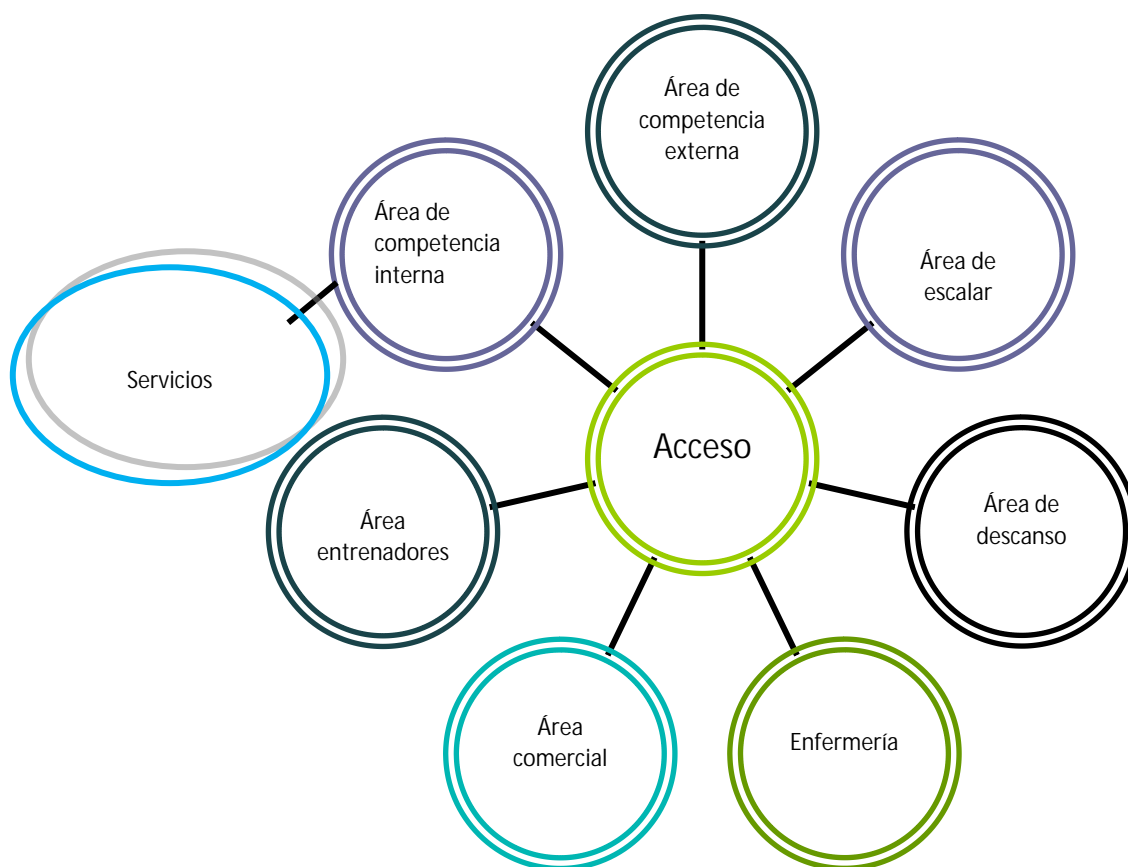 Área de
competencia
externa
Área de
competencia
interna
Área de
escalar
Servicios
Acceso
Área
entrenadores
Área de
descanso
Área
comercial
Enfermería